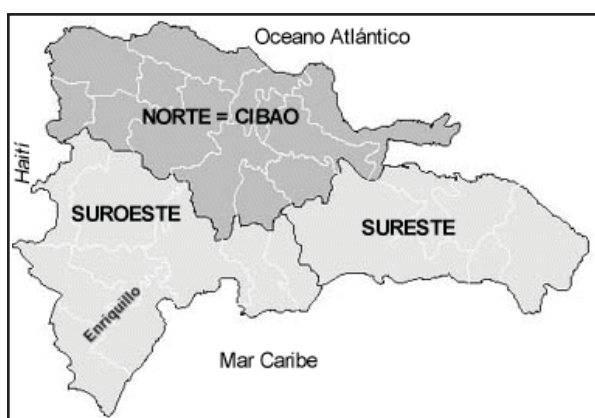 Oceano Atlántico
NORTE = CIBAO
Haití
SUROESTE
SURESTE
Enriquillo
Mar Caribe